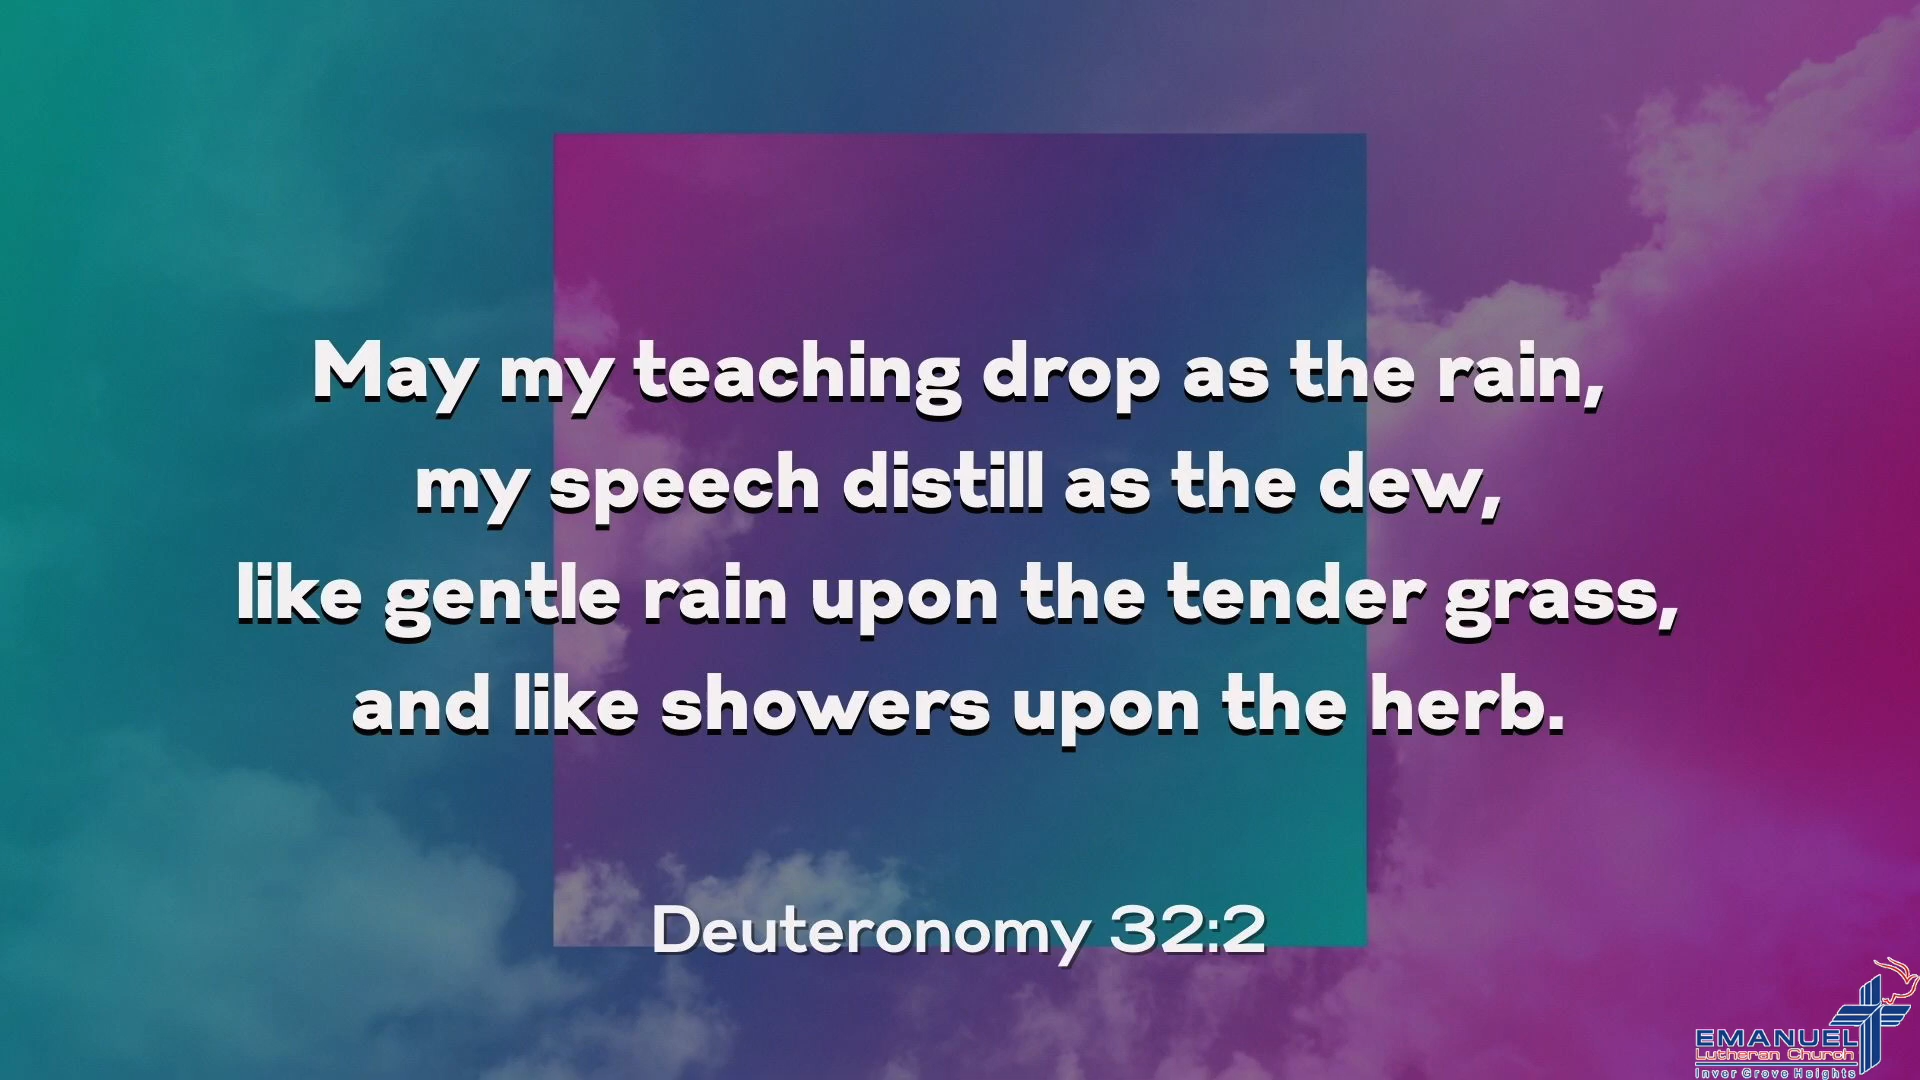 May my teaching drop as the rain,
my speech distill as the dew,
like gentle rain upon the tender grass,
and like showers upon the herb.
Deuteronomy 32:2
EMANUEL
Lutheran Church
Inver Grove Heights